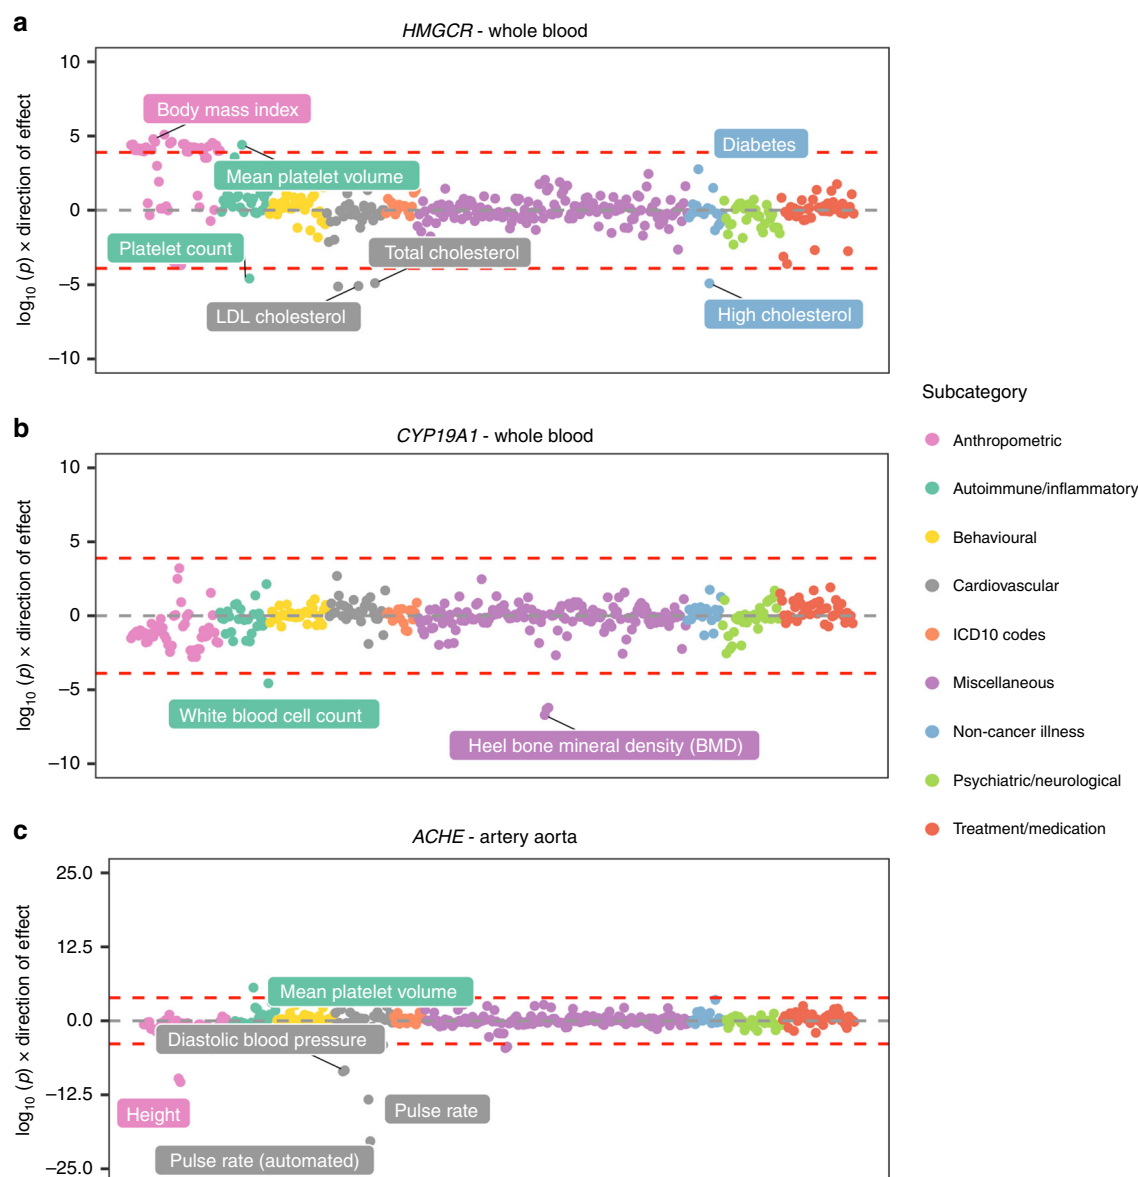 a
HMGCR - whole blood
log10 (p) × direction of effect
10
5
0
−5
−10
Body mass index
Mean platelet volume
Diabetes
Platelet count
Total cholesterol
LDL cholesterol
High cholesterol
b
CYP19A1 - whole blood
log10 (p) × direction of effect
10
5
0
−5
−10
White blood cell count
Heel bone mineral density (BMD)
Subcategory
Anthropometric
Autoimmune/inflammatory
Behavioural
Cardiovascular
ICD10 codes
Miscellaneous
Non-cancer illness
Psychiatric/neurological
Treatment/medication
c
ACHE - artery aorta
log10 (p) × direction of effect
25.0
12.5
0.0
−12.5
−25.0
Mean platelet volume
Diastolic blood pressure
Height
Pulse rate
Pulse rate (automated)